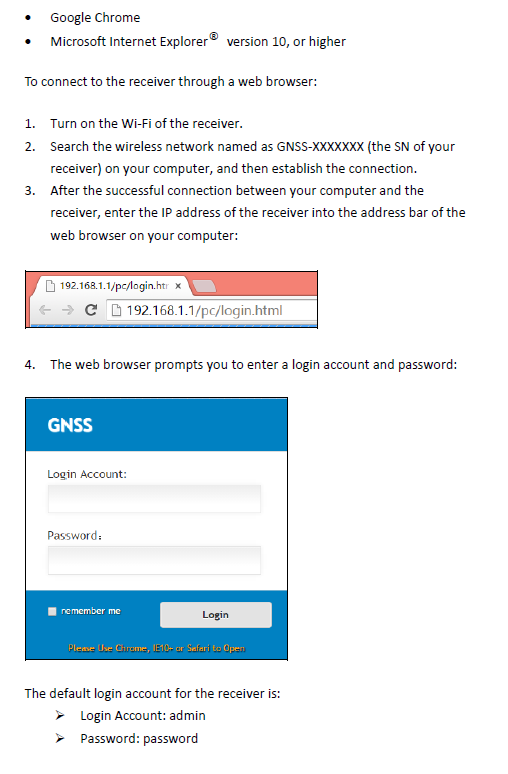 • Google Chrome
• Microsoft Internet Explorer® version 10, or higher
To connect to the receiver through a web browser:
1. Turn on the Wi-Fi of the receiver.
2. Search the wireless network named as GNSS-XXXXXXX (the SN of your
receiver) on your computer, and then establish the connection.
3. After the successful connection between your computer and the
receiver, enter the IP address of the receiver into the address bar of the
web browser on your computer:
192.168.1.1/pc/login.htr x
192.168.1.1/pc/login.html
4. The web browser prompts you to enter a login account and password:
GNSS
Login Account:
Password:
remember me
Login
Please Use Chrome, IE10+ or Safari to Open
The default login account for the receiver is:
➢ Login Account: admin
➢ Password: password